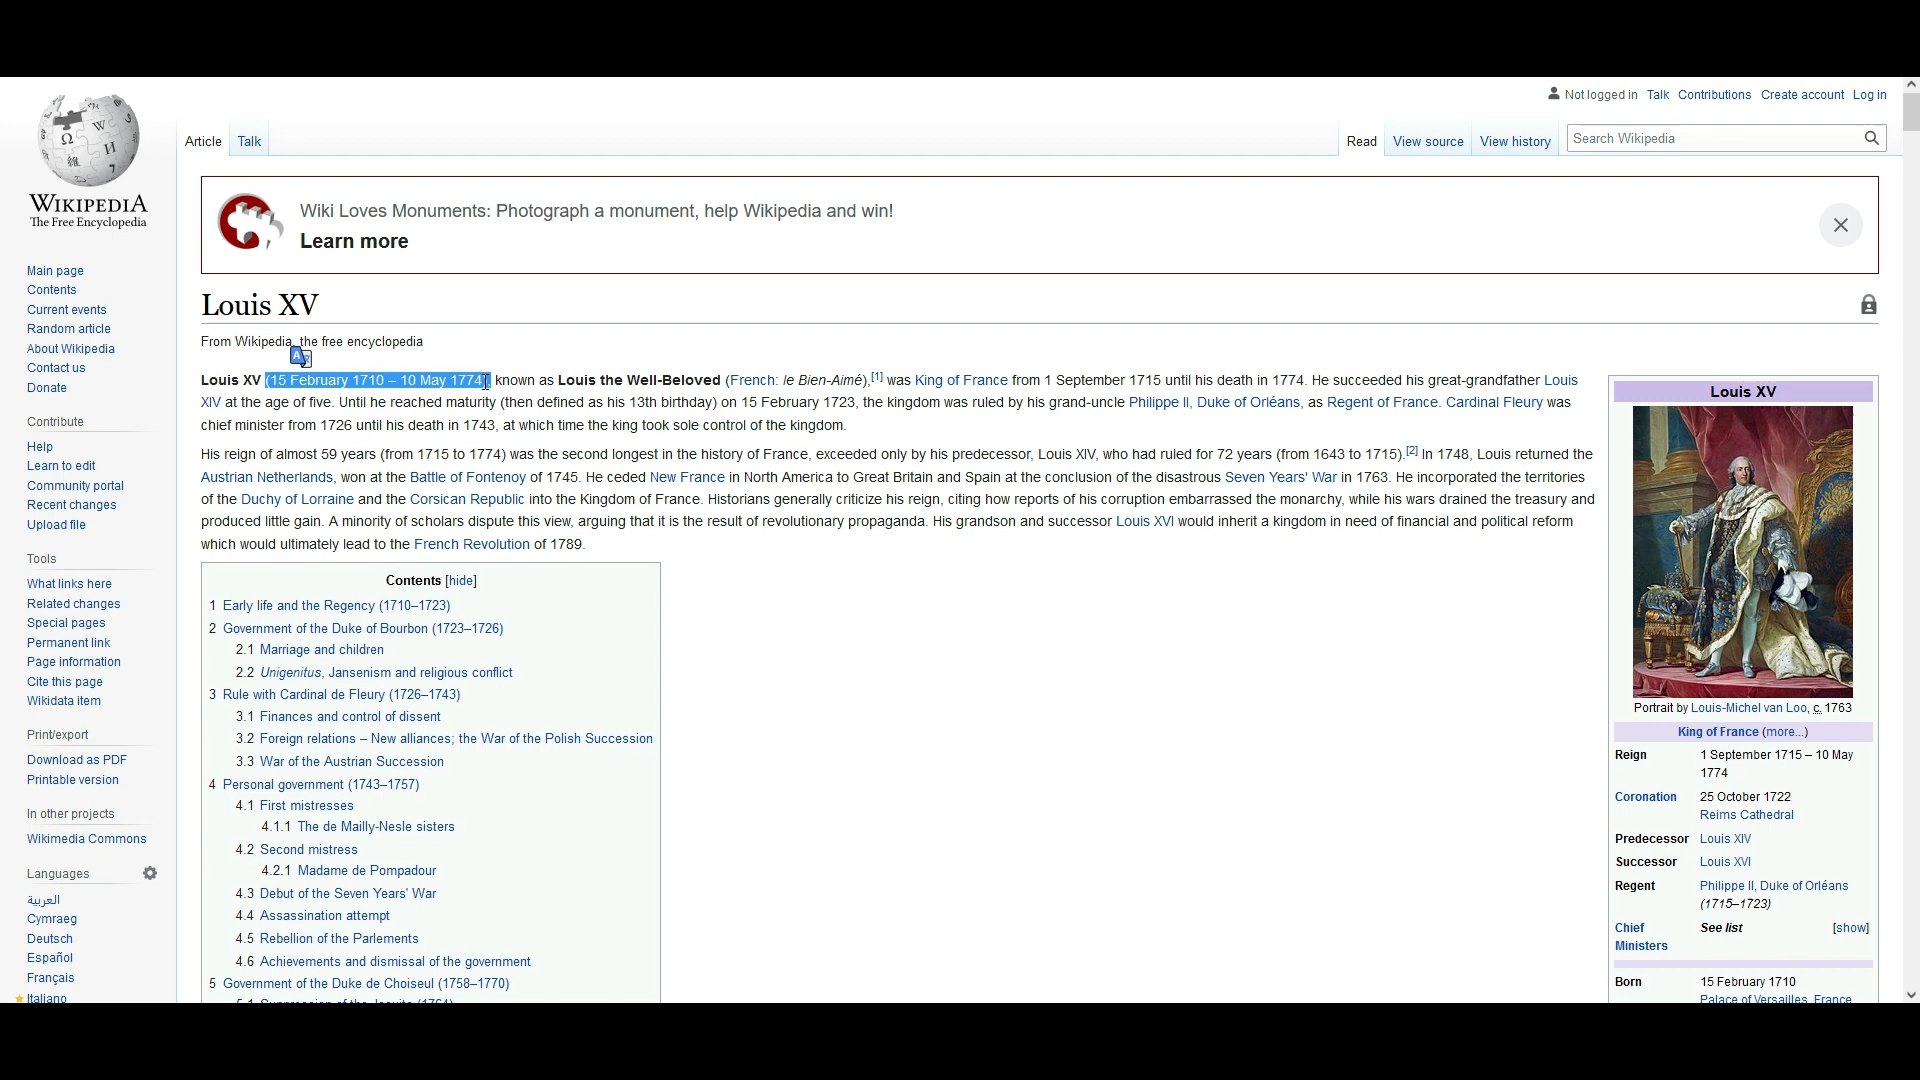 Not logged in Talk Contributions Create account Log in
Article Talk Read View source View history Search Wikipedia
WIKIPEDIA
The Free Encyclopedia
Main page
Contents
Current events
Random article
About Wikipedia
Contact us
Donate
Contribute
Help
Learn to edit
Community portal
Recent changes
Upload file
Tools
What links here
Related changes
Special pages
Permanent link
Page information
Cite this page
Wikidata item
Print/export
Download as PDF
Printable version
In other projects
Wikimedia Commons
Languages
العربية
Cymraeg
Deutsch
Español
Français
Italiano
Wiki Loves Monuments: Photograph a monument, help Wikipedia and win!
Learn more
Louis XV
From Wikipedia, the free encyclopedia
Louis XV (15 February 1710 – 10 May 1774), known as Louis the Well-Beloved (French: le Bien-Aimé),[1] was King of France from 1 September 1715 until his death in 1774. He succeeded his great-grandfather Louis
XIV at the age of five. Until he reached maturity (then defined as his 13th birthday) on 15 February 1723, the kingdom was ruled by his grand-uncle Philippe II, Duke of Orléans, as Regent of France. Cardinal Fleury was
chief minister from 1726 until his death in 1743, at which time the king took sole control of the kingdom.
His reign of almost 59 years (from 1715 to 1774) was the second longest in the history of France, exceeded only by his predecessor, Louis XIV, who had ruled for 72 years (from 1643 to 1715).[2] In 1748, Louis returned the
Austrian Netherlands, won at the Battle of Fontenoy of 1745. He ceded New France in North America to Great Britain and Spain at the conclusion of the disastrous Seven Years' War in 1763. He incorporated the territories
of the Duchy of Lorraine and the Corsican Republic into the Kingdom of France. Historians generally criticize his reign, citing how reports of his corruption embarrassed the monarchy, while his wars drained the treasury and
produced little gain. A minority of scholars dispute this view, arguing that it is the result of revolutionary propaganda. His grandson and successor Louis XVI would inherit a kingdom in need of financial and political reform
which would ultimately lead to the French Revolution of 1789.
Contents [hide]
1 Early life and the Regency (1710–1723)
2 Government of the Duke of Bourbon (1723–1726)
2.1 Marriage and children
2.2 Unigenitus, Jansenism and religious conflict
3 Rule with Cardinal de Fleury (1726–1743)
3.1 Finances and control of dissent
3.2 Foreign relations – New alliances; the War of the Polish Succession
3.3 War of the Austrian Succession
4 Personal government (1743–1757)
4.1 First mistresses
4.1.1 The de Mailly-Nesle sisters
4.2 Second mistress
4.2.1 Madame de Pompadour
4.3 Debut of the Seven Years' War
4.4 Assassination attempt
4.5 Rebellion of the Parlements
4.6 Achievements and dismissal of the government
5 Government of the Duke de Choiseul (1758–1770)
Louis XV
Portrait by Louis-Michel van Loo, c. 1763
King of France (more...)
Reign 1 September 1715 – 10 May
1774
Coronation 25 October 1722
Reims Cathedral
Predecessor Louis XIV
Successor Louis XVI
Regent Philippe II, Duke of Orléans
(1715–1723)
Chief See list [show]
Ministers
Born 15 February 1710
Palace of Versailles, France